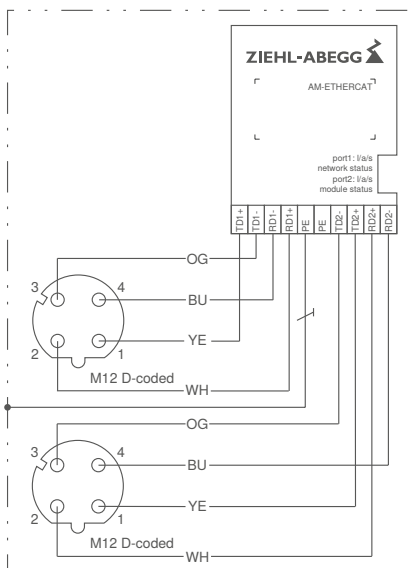 ZIEHL-ABEGG
AM-ETHERCAT
port1: l/a/s
network status
port2: l/a/s
module status
TD1+ TD1- RD1- RD1+ PE PE TD2- TD2+ RD2+ RD2-
OG
3 4
BU
YE
2 1
M12 D-coded
WH
OG
3 4
BU
YE
2 1
M12 D-coded
WH